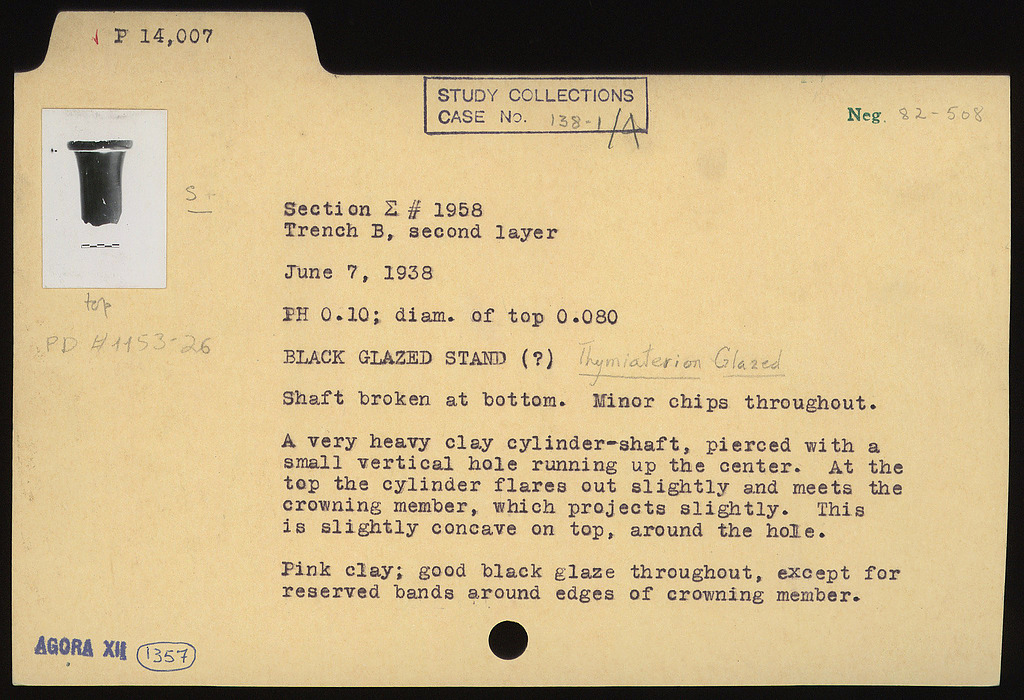 √ P 14,007
STUDY COLLECTIONS
CASE No. 138-1/A
Neg. 82-508
S
Section Σ # 1958
Trench B, second layer
June 7, 1938
top
PH 0.10; diam. of top 0.080
PD #1153-26
BLACK GLAZED STAND (?) Thymiaterion Glazed
Shaft broken at bottom. Minor chips throughout.
A very heavy clay cylinder-shaft, pierced with a
small vertical hole running up the center. At the
top the cylinder flares out slightly and meets the
crowning member, which projects slightly. This
is slightly concave on top, around the hole.
Pink clay; good black glaze throughout, except for
reserved bands around edges of crowning member.
AGORA XII 1357